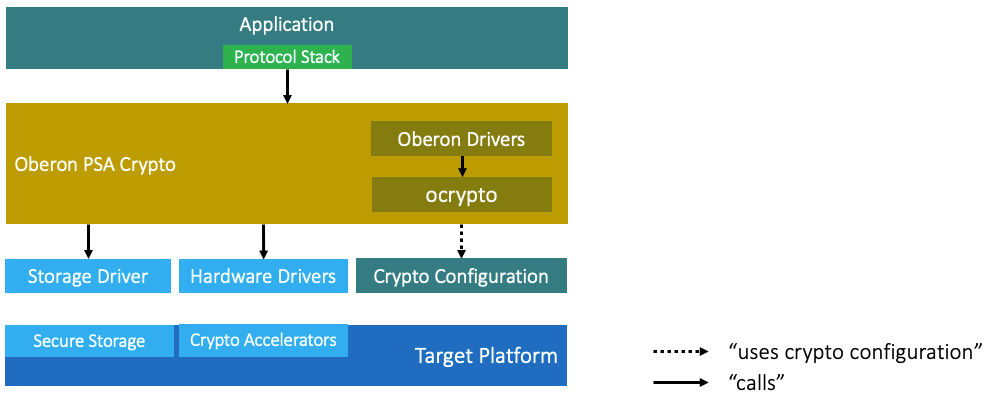 Application
Protocol Stack
Oberon PSA Crypto
Oberon Drivers
ocrypto
Storage Driver
Hardware Drivers
Crypto Configuration
Secure Storage
Crypto Accelerators
Target Platform
“uses crypto configuration”
“calls”